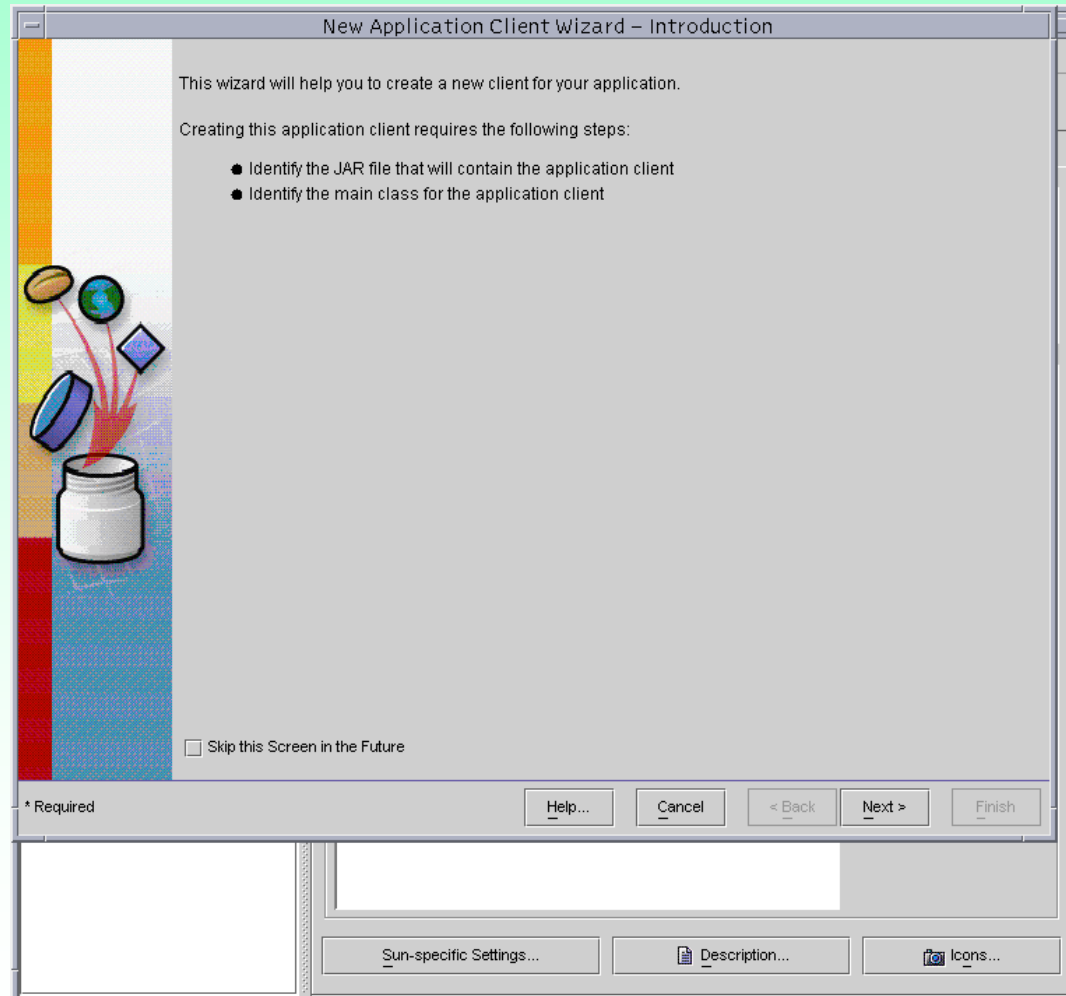 New Application Client Wizard – Introduction
This wizard will help you to create a new client for your application.
Creating this application client requires the following steps:
● Identify the JAR file that will contain the application client
● Identify the main class for the application client
Skip this Screen in the Future
* Required
Help...
Cancel
< Back
Next >
Finish
Sun-specific Settings...
Description...
Icons...